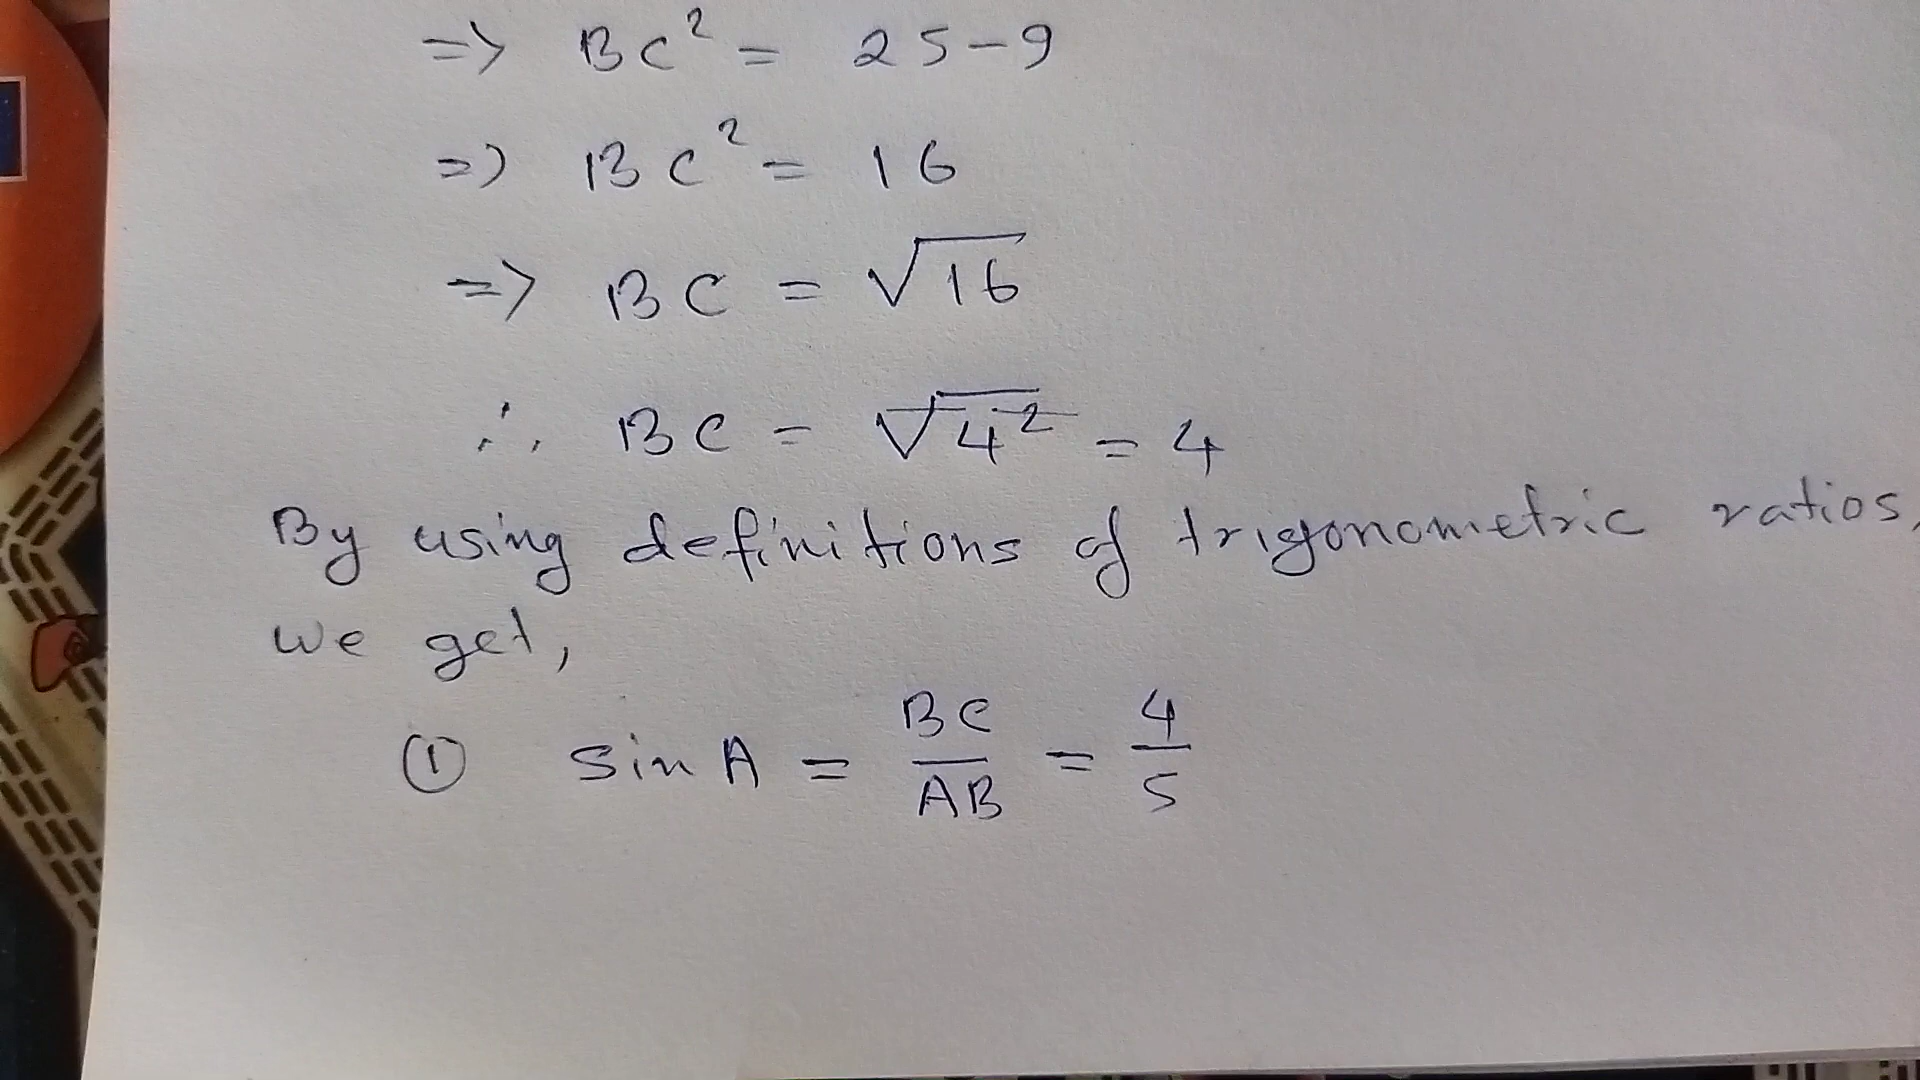 => BC² = 25-9
=> BC² = 16
=> BC = √16
∴ BC = √4² = 4
By using definitions of trigonometric ratios,
we get,
① sin A = BC/AB = 4/5